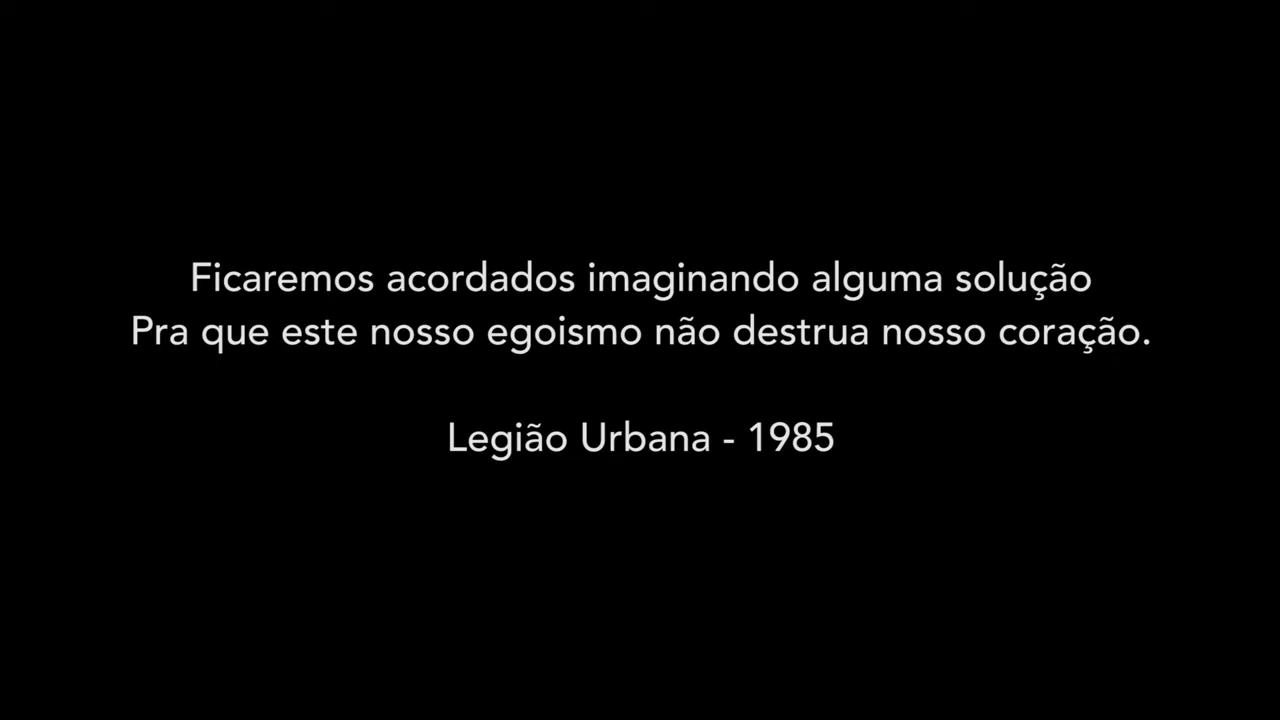 Ficaremos acordados imaginando alguma solução
Pra que este nosso egoismo não destrua nosso coração.
Legião Urbana - 1985